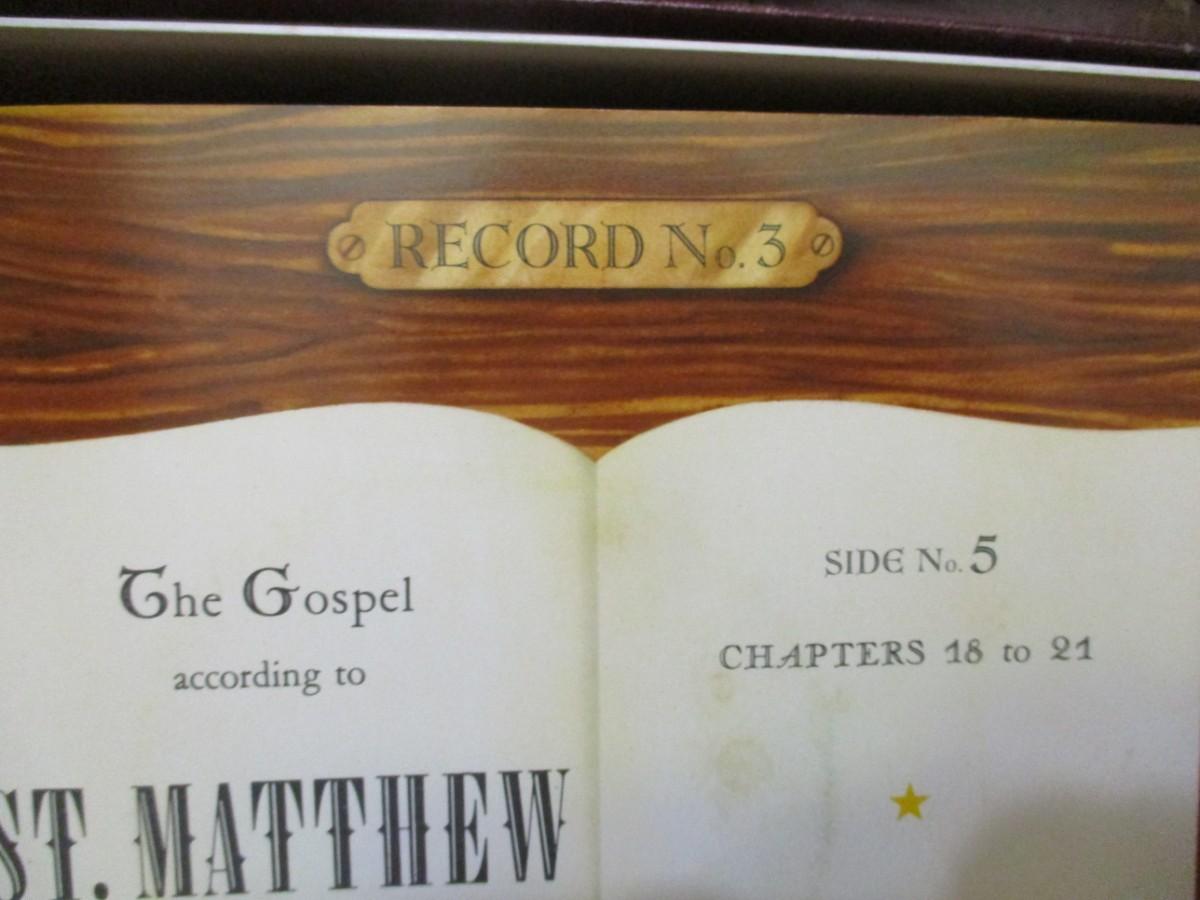 RECORD No. 3
The Gospel
according to
ST. MATTHEW
SIDE No. 5
CHAPTERS 18 to 21